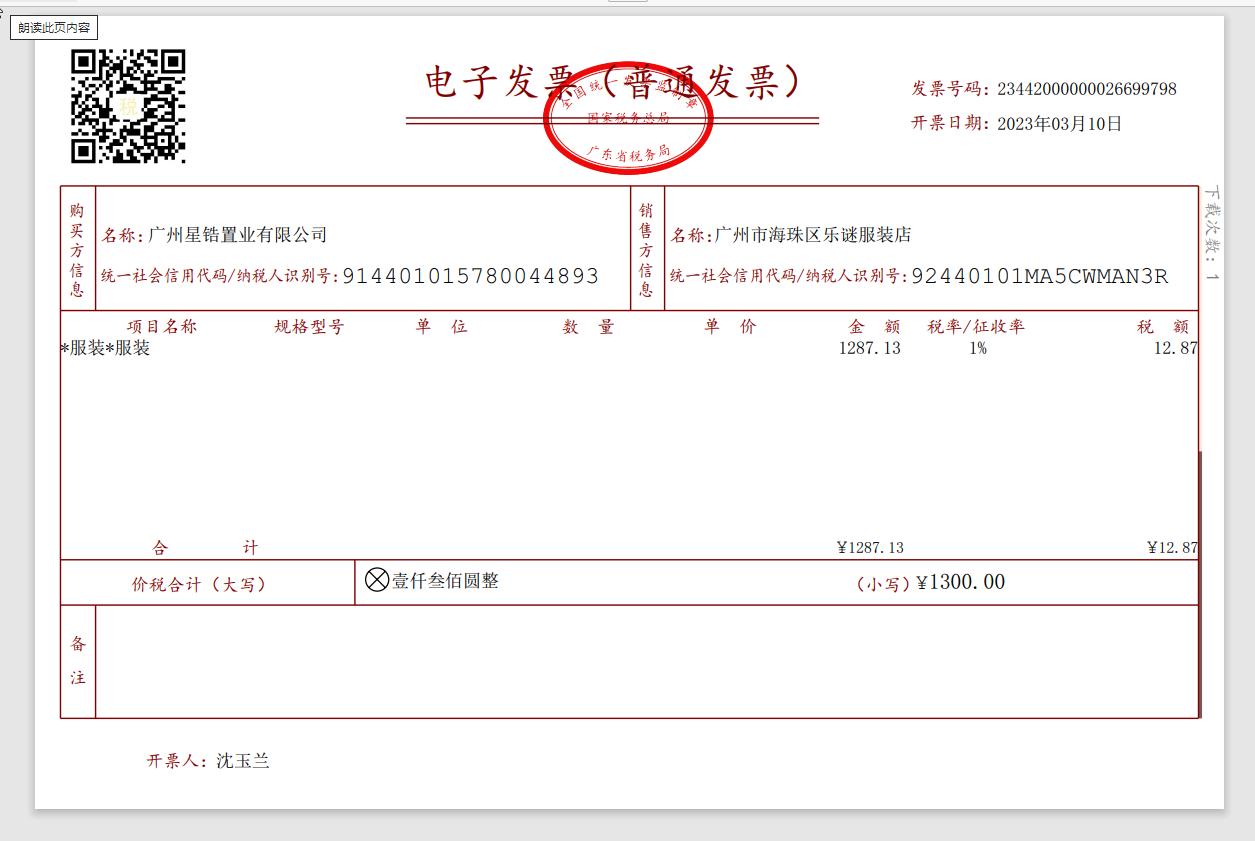 朗读此页内容
税
电子发票（普通发票）
全国统一发票监制章
国家税务总局
广东省税务局
发票号码：23442000000026699798
开票日期：2023年03月10日
下载次数：1
购买方信息
名称：广州星锆置业有限公司
统一社会信用代码/纳税人识别号：914401015780044893
销售方信息
名称：广州市海珠区乐谜服装店
统一社会信用代码/纳税人识别号：92440101MA5CWMAN3R
项目名称 规格型号 单 位 数 量 单 价 金 额 税率/征收率 税 额
*服装*服装 1287.13 1% 12.87
合 计 ¥1287.13 ¥12.87
价税合计（大写） ⊗壹仟叁佰圆整 （小写）¥1300.00
备注
开票人：沈玉兰